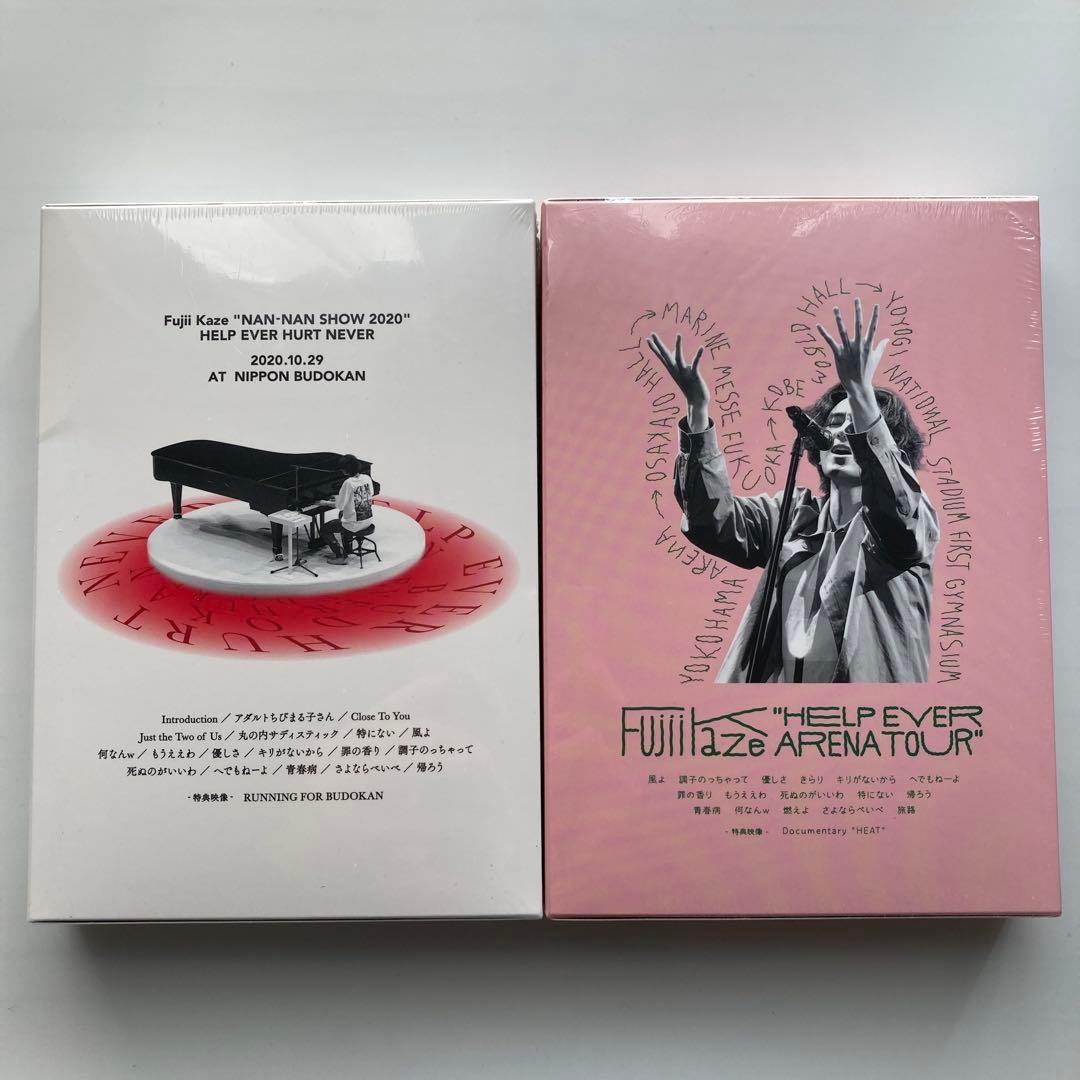 Fujii Kaze "NAN-NAN SHOW 2020"
HELP EVER HURT NEVER
2020.10.29
AT NIPPON BUDOKAN
HELP EVER HURT NEVER
Introduction / アダルトちびまる子さん / Close To You
Just the Two of Us / 丸の内サディスティック / 特にない / 風よ
何なんw / もうええわ / 優しさ / キリがないから / 罪の香り / 調子のっちゃって
死ぬのがいいわ / へでもねーよ / 青春病 / さよならべいべ / 帰ろう
- 特典映像 - RUNNING FOR BUDOKAN
YOKOHAMA ARENA → OSAKAJO HALL → MARINE MESSE FUKUOKA → KOBE WORLD HALL → YOYOGI NATIONAL STADIUM FIRST GYMNASIUM
Fujii Kaze "HELP EVER ARENA TOUR"
風よ 調子のっちゃって 優しさ きらり キリがないから へでもねーよ
罪の香り もうええわ 死ぬのがいいわ 特にない 帰ろう
青春病 何なんw 燃えよ さよならべいべ 旅路
- 特典映像 - Documentary "HEAT"